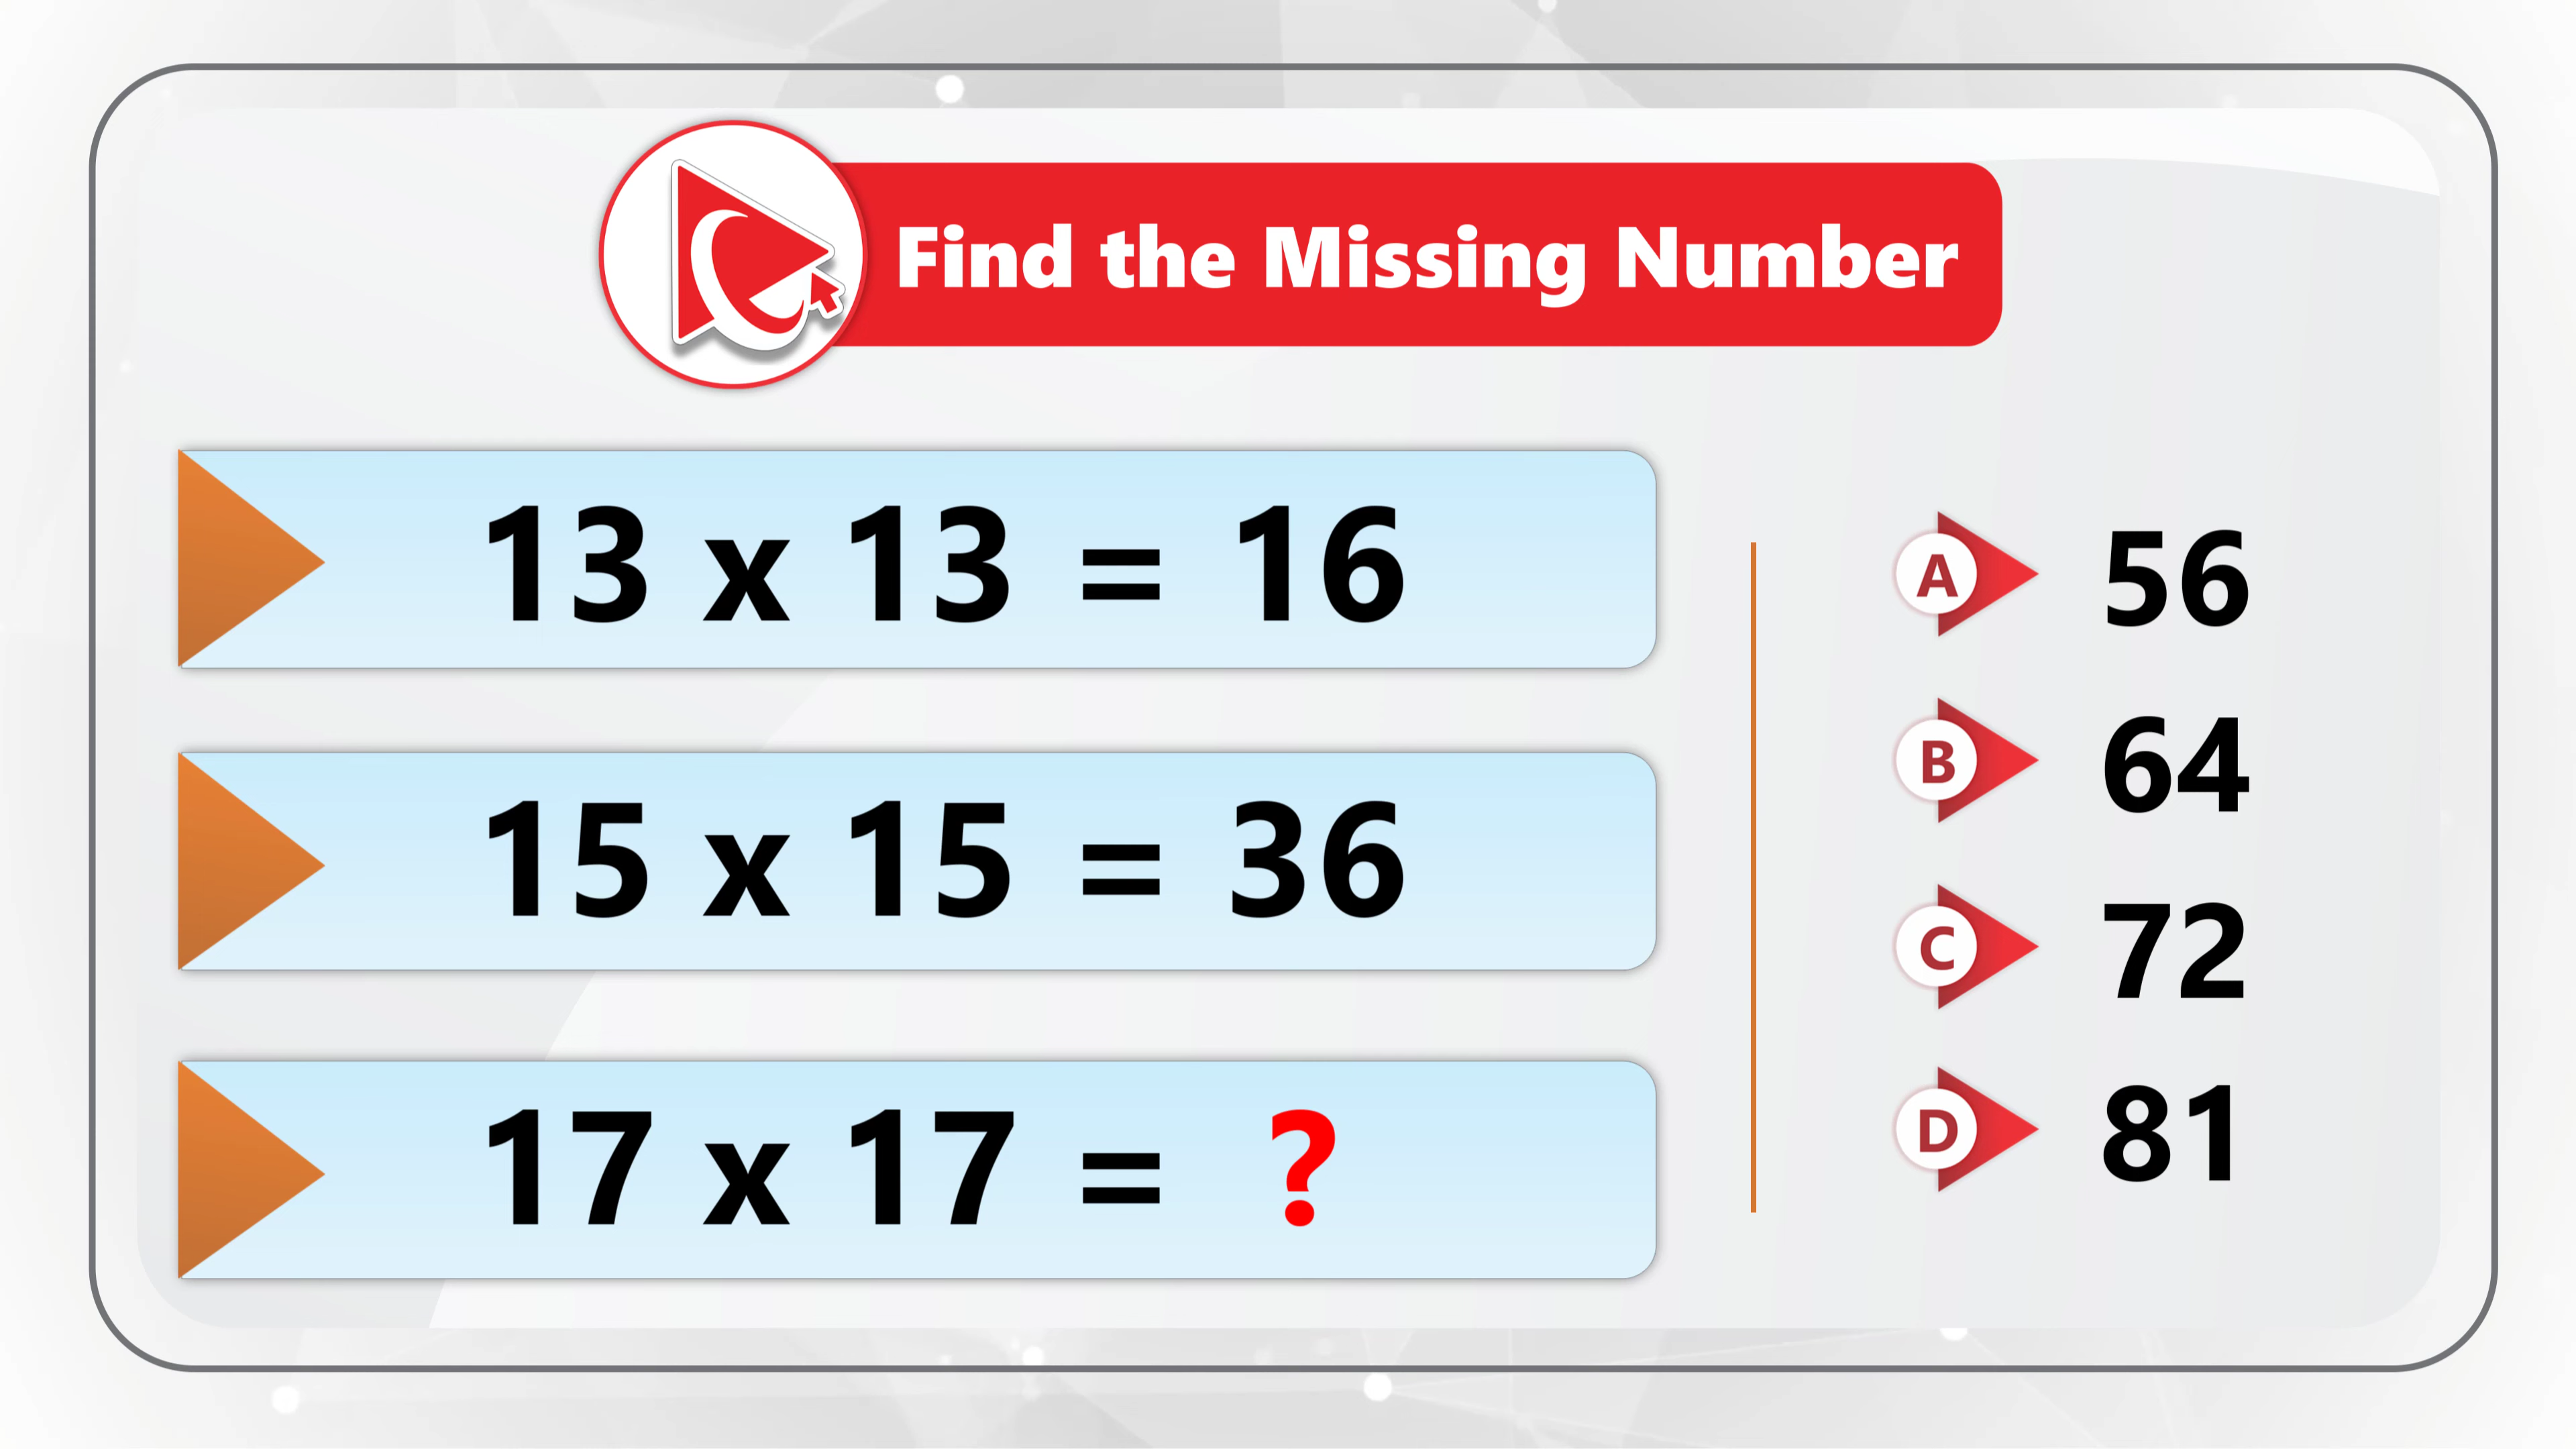 Find the Missing Number
13 x 13 = 16
15 x 15 = 36
17 x 17 = ?
A 56
B 64
C 72
D 81